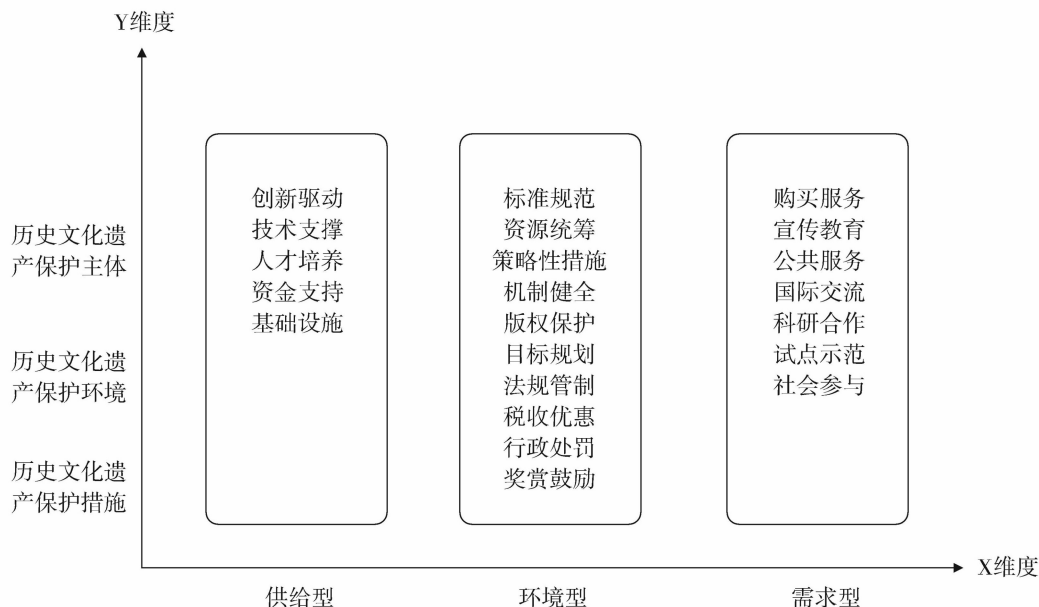 Y维度
历史文化遗
产保护主体
历史文化遗
产保护环境
历史文化遗
产保护措施
创新驱动
技术支撑
人才培养
资金支持
基础设施
标准规范
资源统筹
策略性措施
机制健全
版权保护
目标规划
法规管制
税收优惠
行政处罚
奖赏鼓励
购买服务
宣传教育
公共服务
国际交流
科研合作
试点示范
社会参与
X维度
供给型
环境型
需求型